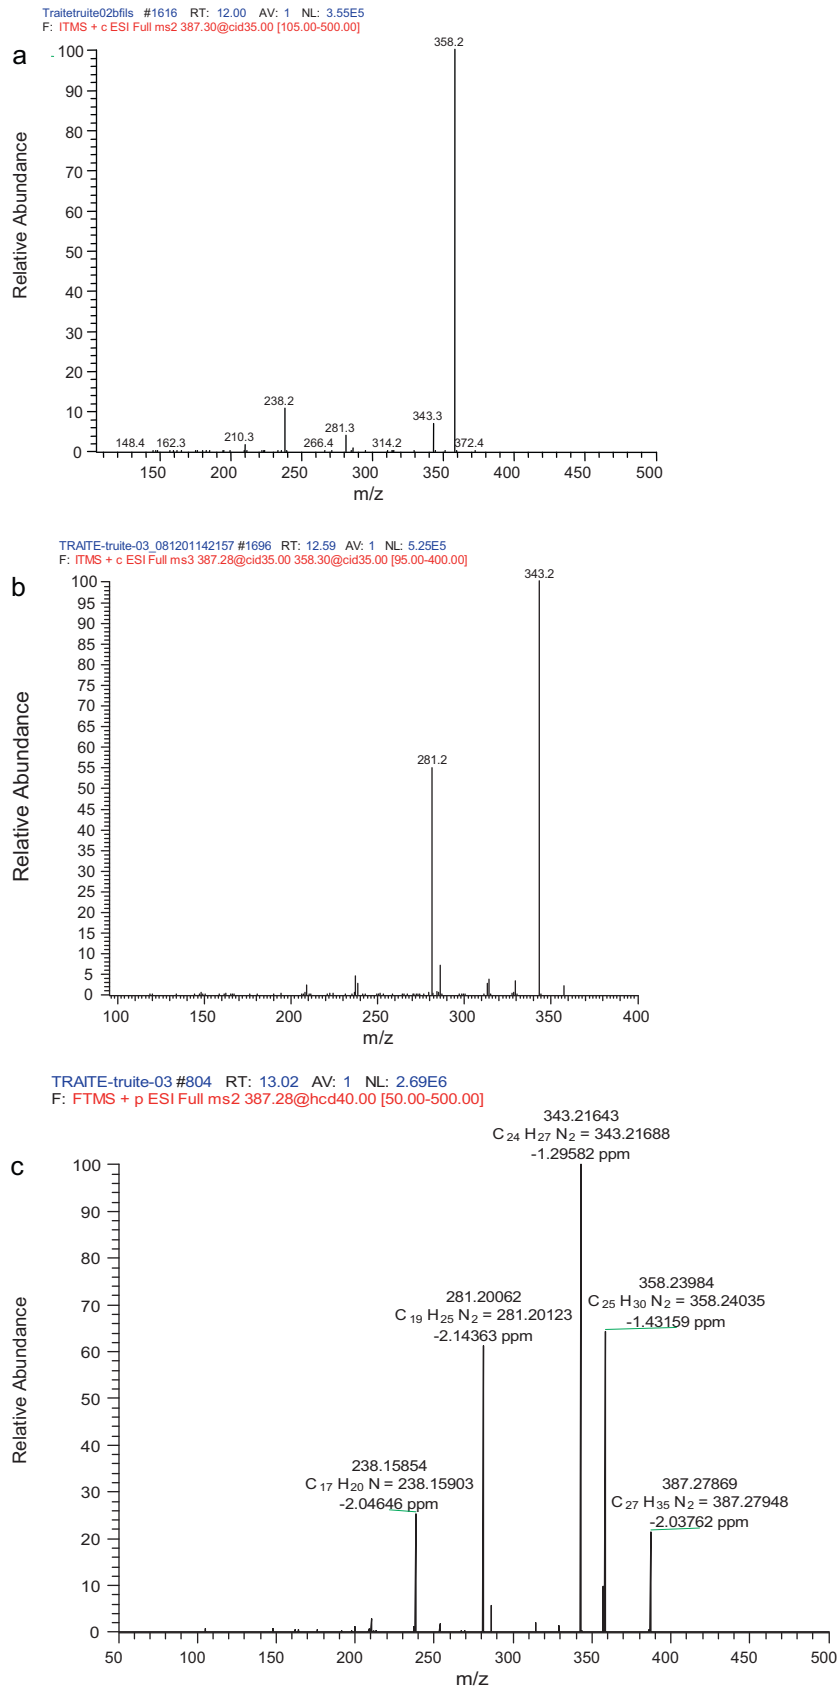 Traitetruite02bfils #1616 RT: 12.00 AV: 1 NL: 3.55E5
F: ITMS + c ESI Full ms2 387.30@cid35.00 [105.00-500.00]
a
358.2
100
90
80
70
60
50
40
30
20
10
0
Relative Abundance
238.2
343.3
281.3
210.3
148.4 162.3 266.4 314.2 372.4
150 200 250 300 350 400 450 500
m/z
TRAITE-truite-03_081201142157 #1696 RT: 12.59 AV: 1 NL: 5.25E5
F: ITMS + c ESI Full ms3 387.28@cid35.00 358.30@cid35.00 [95.00-400.00]
b
343.2
100
95
90
85
80
75
70
65
60
55
50
45
40
35
30
25
20
15
10
5
0
Relative Abundance
281.2
100 150 200 250 300 350 400
m/z
TRAITE-truite-03 #804 RT: 13.02 AV: 1 NL: 2.69E6
F: FTMS + p ESI Full ms2 387.28@hcd40.00 [50.00-500.00]
c
343.21643
C 24 H 27 N 2 = 343.21688
-1.29582 ppm
100
90
80
70
60
50
40
30
20
10
0
Relative Abundance
358.23984
C 25 H 30 N 2 = 358.24035
-1.43159 ppm
281.20062
C 19 H 25 N 2 = 281.20123
-2.14363 ppm
238.15854
C 17 H 20 N = 238.15903
-2.04646 ppm
387.27869
C 27 H 35 N 2 = 387.27948
-2.03762 ppm
50 100 150 200 250 300 350 400 450 500
m/z